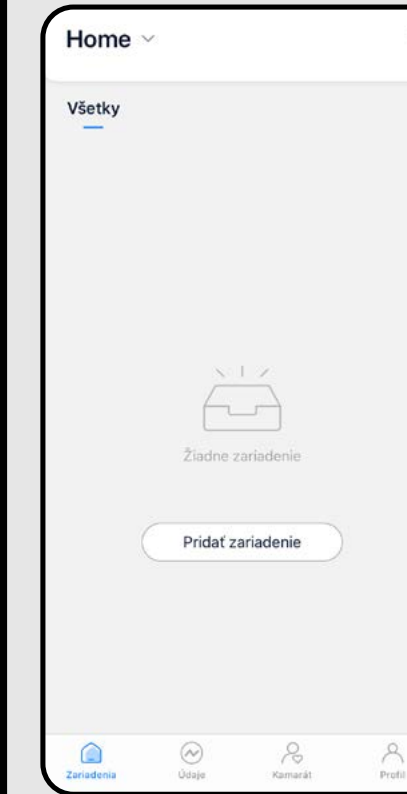 Home
Všetky
Žiadne zariadenie
Pridať zariadenie
Zariadenia Údaje Kamarát Profil